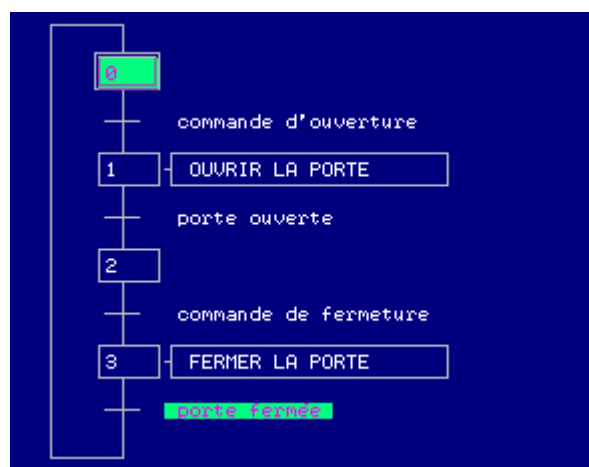 0
commande d'ouverture
1 OUVRIR LA PORTE
porte ouverte
2
commande de fermeture
3 FERMER LA PORTE
porte fermée